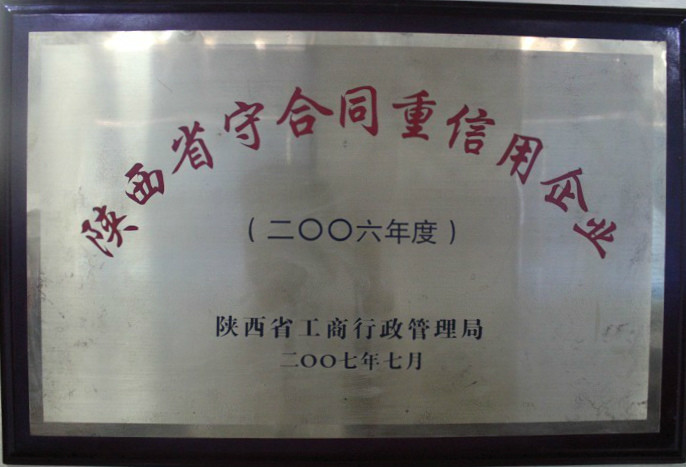 陕西省守合同重信用企业
(二〇〇六年度)
陕西省工商行政管理局
二〇〇七年七月